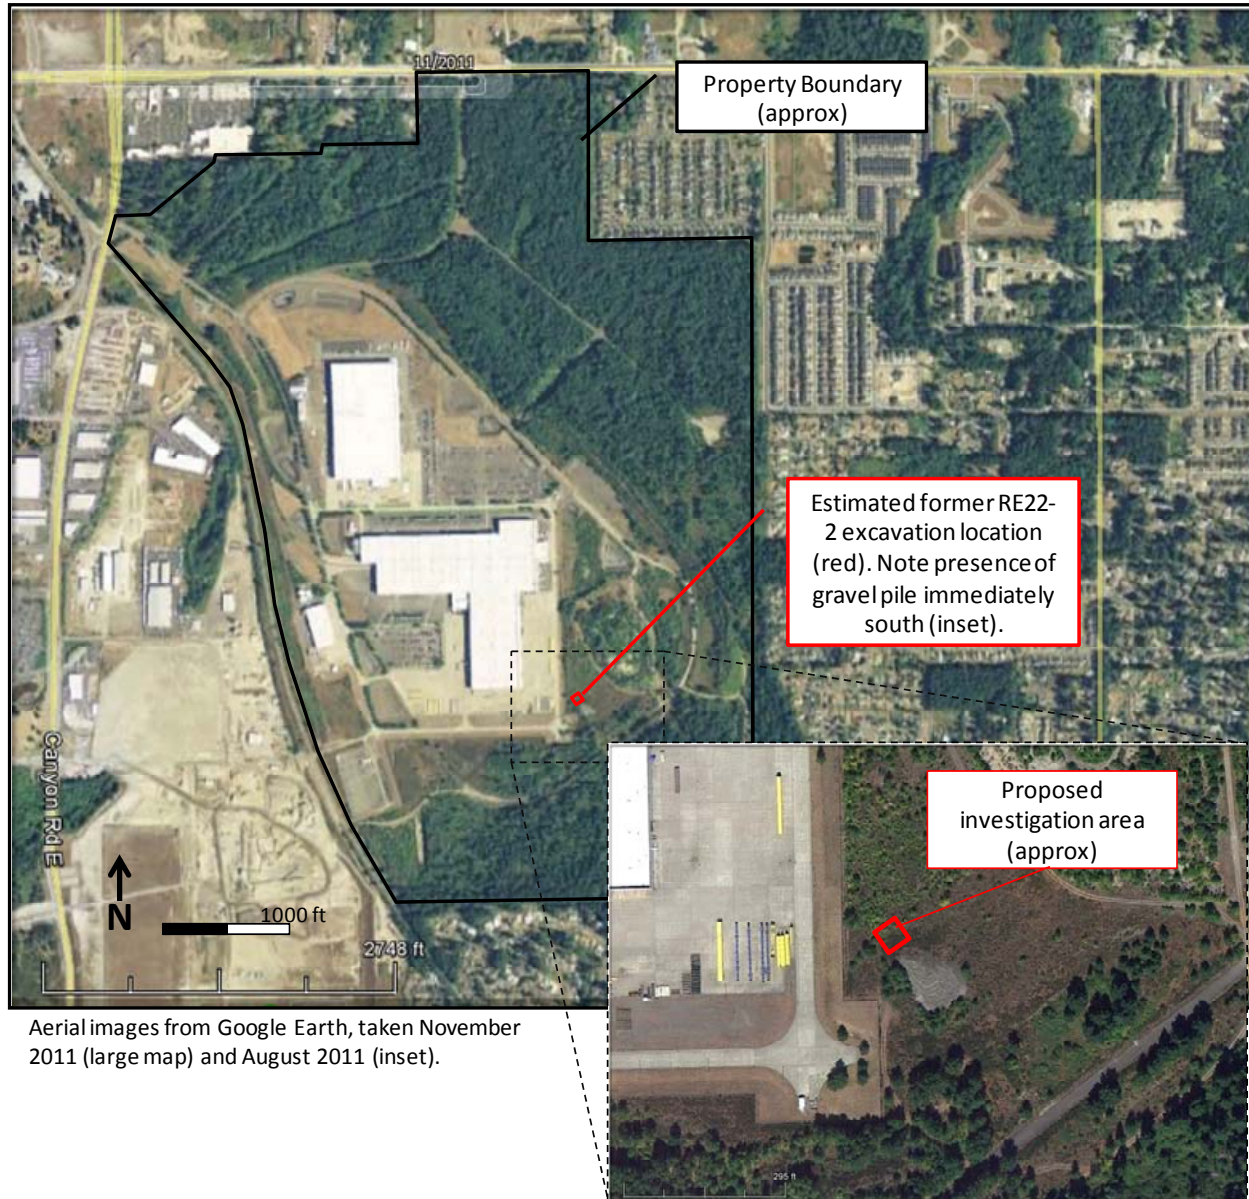 11/2011
Property Boundary
(approx)
Estimated former RE22-
2 excavation location
(red). Note presence of
gravel pile immediately
south (inset).
Proposed
investigation area
(approx)
Canyon Rd E
N
1000 ft
2748 ft
Aerial images from Google Earth, taken November
2011 (large map) and August 2011 (inset).
295 ft